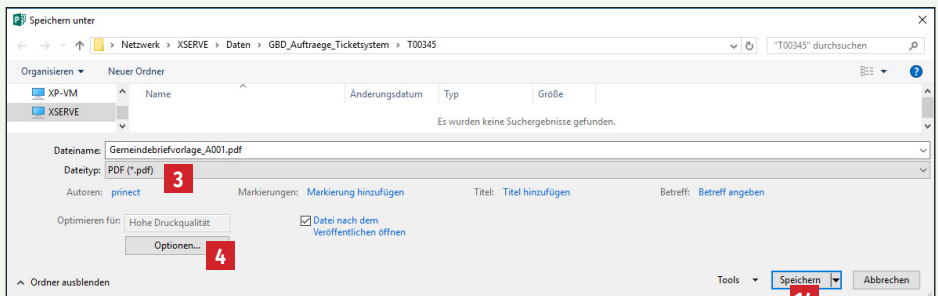 Speichern unter
> Netzwerk > XSERVE > Daten > GBD_Auftraege_Ticketsystem > T00345
"T00345" durchsuchen
Organisieren
Neuer Ordner
XP-VM
Name
Änderungsdatum
Typ
Größe
XSERVE
Es wurden keine Suchergebnisse gefunden.
Dateiname: Gemeindebriefvorlage_A001.pdf
Dateityp: PDF (*.pdf)
3
Autoren: prinect
Markierungen: Markierung hinzufügen
Titel: Titel hinzufügen
Betreff: Betreff angeben
Optimieren für: Hohe Druckqualität
Datei nach dem
Veröffentlichen öffnen
Optionen...
4
Ordner ausblenden
Tools
Speichern
Abbrechen